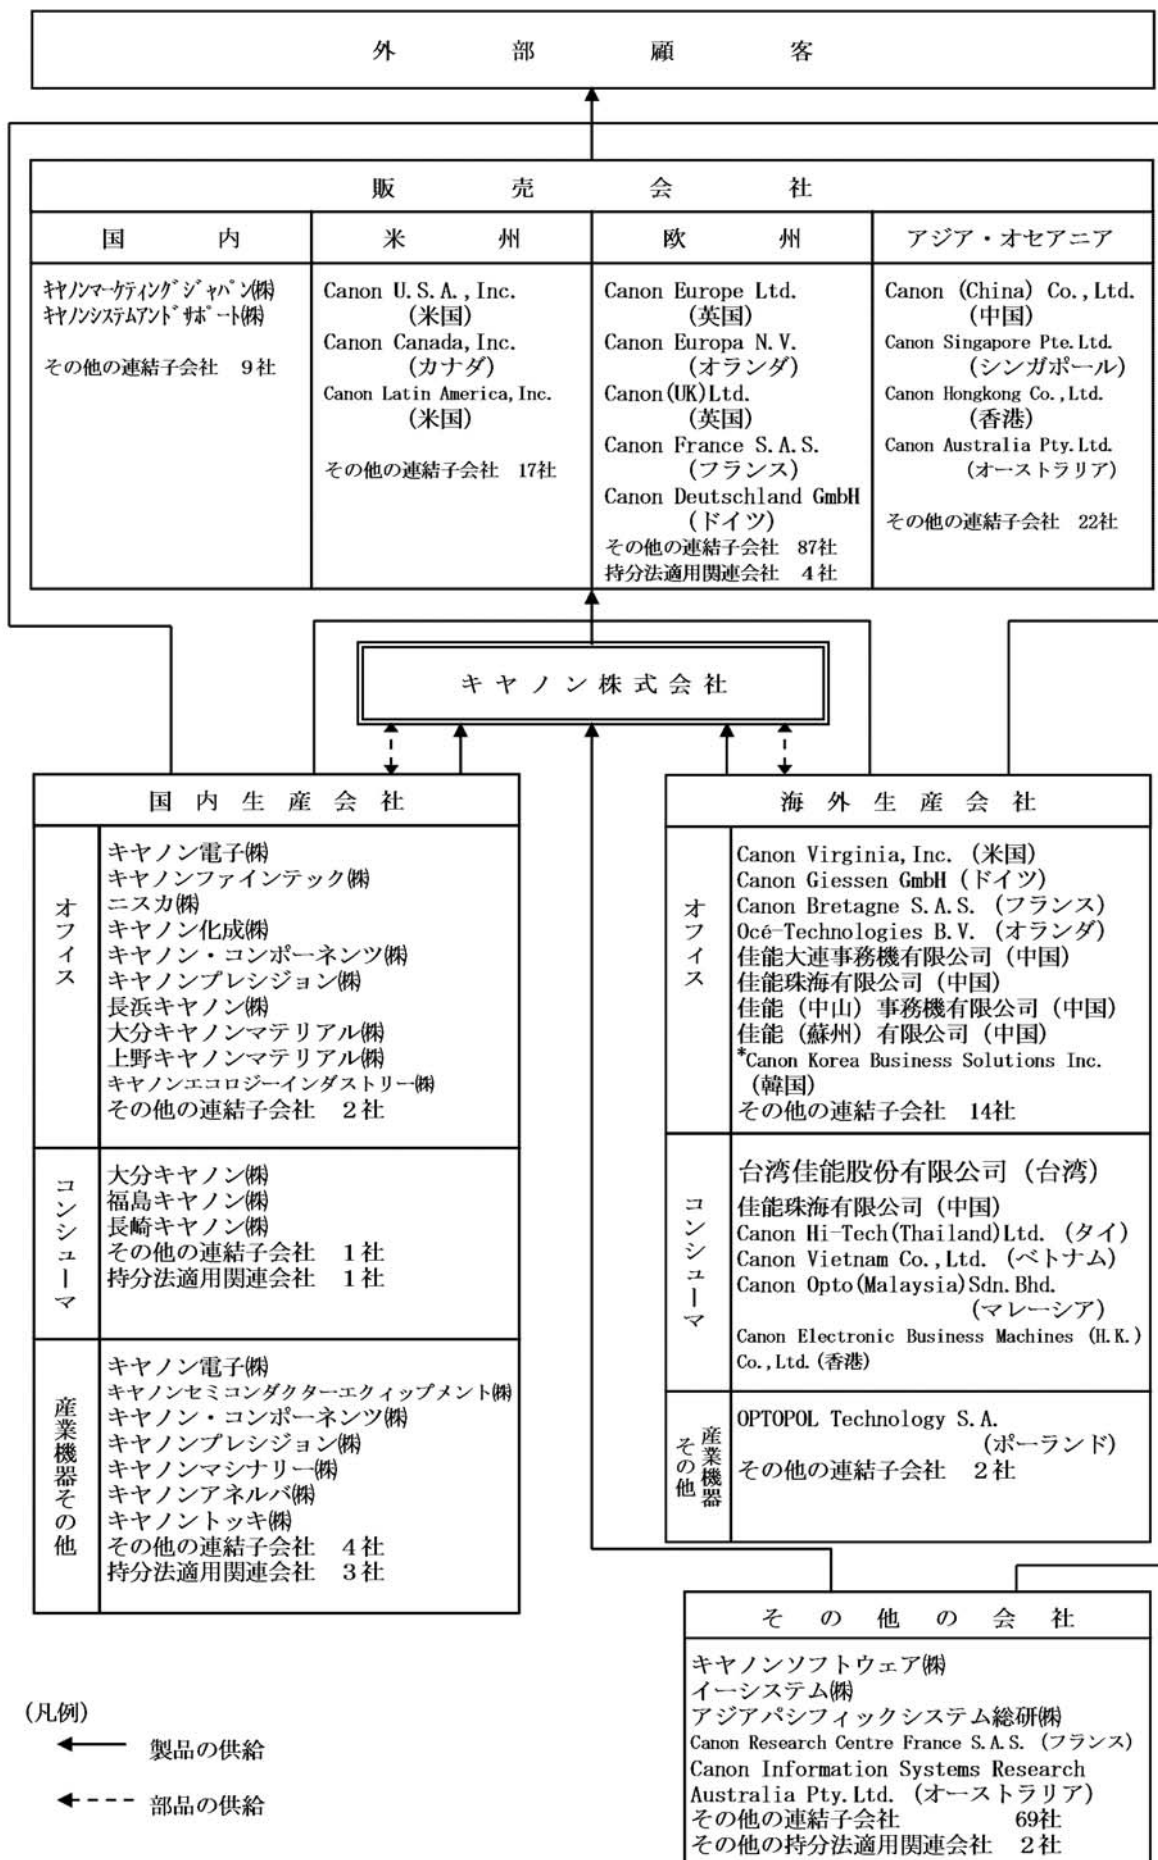 外部顧客
販売会社
国内
キヤノンマーケティングジャパン㈱
キヤノンシステムアンドサポート㈱
その他の連結子会社 9社
米州
Canon U.S.A.,Inc.
(米国)
Canon Canada,Inc.
(カナダ)
Canon Latin America,Inc.
(米国)
その他の連結子会社 17社
欧州
Canon Europe Ltd.
(英国)
Canon Europa N.V.
(オランダ)
Canon(UK)Ltd.
(英国)
Canon France S.A.S.
(フランス)
Canon Deutschland GmbH
(ドイツ)
その他の連結子会社 87社
持分法適用関連会社 4社
アジア・オセアニア
Canon (China) Co.,Ltd.
(中国)
Canon Singapore Pte.Ltd.
(シンガポール)
Canon Hongkong Co.,Ltd.
(香港)
Canon Australia Pty.Ltd.
(オーストラリア)
その他の連結子会社 22社
キヤノン株式会社
国内生産会社
オフィス
キヤノン電子㈱
キヤノンファインテック㈱
ニスカ㈱
キヤノン化成㈱
キヤノン・コンポーネンツ㈱
キヤノンプレシジョン㈱
長浜キヤノン㈱
大分キヤノンマテリアル㈱
上野キヤノンマテリアル㈱
キヤノンエコロジーインダストリー㈱
その他の連結子会社 2社
コンシューマ
大分キヤノン㈱
福島キヤノン㈱
長崎キヤノン㈱
その他の連結子会社 1社
持分法適用関連会社 1社
産業機器その他
キヤノン電子㈱
キヤノンセミコンダクターエクィップメント㈱
キヤノン・コンポーネンツ㈱
キヤノンプレシジョン㈱
キヤノンマシナリー㈱
キヤノンアネルバ㈱
キヤノントッキ㈱
その他の連結子会社 4社
持分法適用関連会社 3社
海外生産会社
オフィス
Canon Virginia,Inc. (米国)
Canon Giessen GmbH (ドイツ)
Canon Bretagne S.A.S. (フランス)
Océ-Technologies B.V. (オランダ)
佳能大連事務機有限公司 (中国)
佳能珠海有限公司 (中国)
佳能 (中山) 事務機有限公司 (中国)
佳能 (蘇州) 有限公司 (中国)
*Canon Korea Business Solutions Inc.
(韓国)
その他の連結子会社 14社
コンシューマ
台湾佳能股份有限公司 (台湾)
佳能珠海有限公司 (中国)
Canon Hi-Tech(Thailand)Ltd. (タイ)
Canon Vietnam Co.,Ltd. (ベトナム)
Canon Opto(Malaysia)Sdn.Bhd.
(マレーシア)
Canon Electronic Business Machines (H.K.)
Co.,Ltd.(香港)
産業機器
その他
OPTOPOL Technology S.A.
(ポーランド)
その他の連結子会社 2社
その他の会社
キヤノンソフトウェア㈱
イーシステム㈱
アジアパシフィックシステム総研㈱
Canon Research Centre France S.A.S. (フランス)
Canon Information Systems Research
Australia Pty.Ltd. (オーストラリア)
その他の連結子会社 69社
その他の持分法適用関連会社 2社
(凡例)
製品の供給
部品の供給